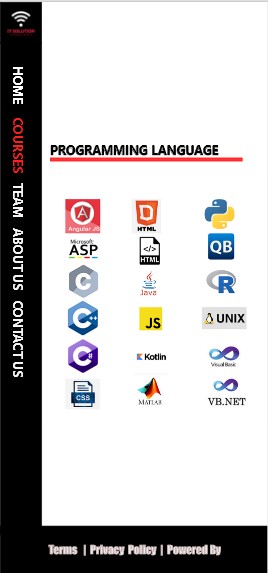 IT SOLUTION
HOME
COURSES
TEAM
ABOUT US
CONTACT US
PROGRAMMING LANGUAGE
Angular JS
HTML
Microsoft
ASP
</>
HTML
QB
C
Java
R
C++
JS
UNIX
C#
Kotlin
Visual Basic
CSS
MATLAB
VB.NET
Terms | Privacy Policy | Powered By